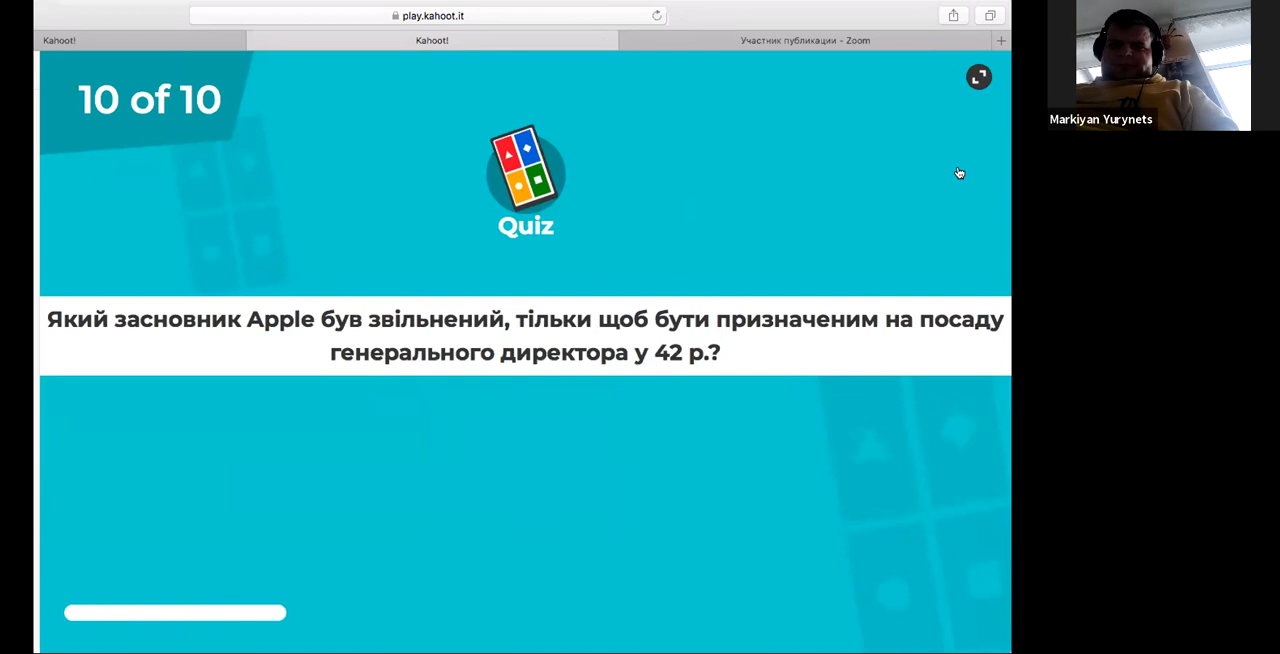 play.kahoot.it
Kahoot!
Kahoot!
Участник публикации - Zoom
10 of 10
Quiz
Який засновник Apple був звільнений, тільки щоб бути призначеним на посаду
генерального директора у 42 р.?
Markiyan Yurynets